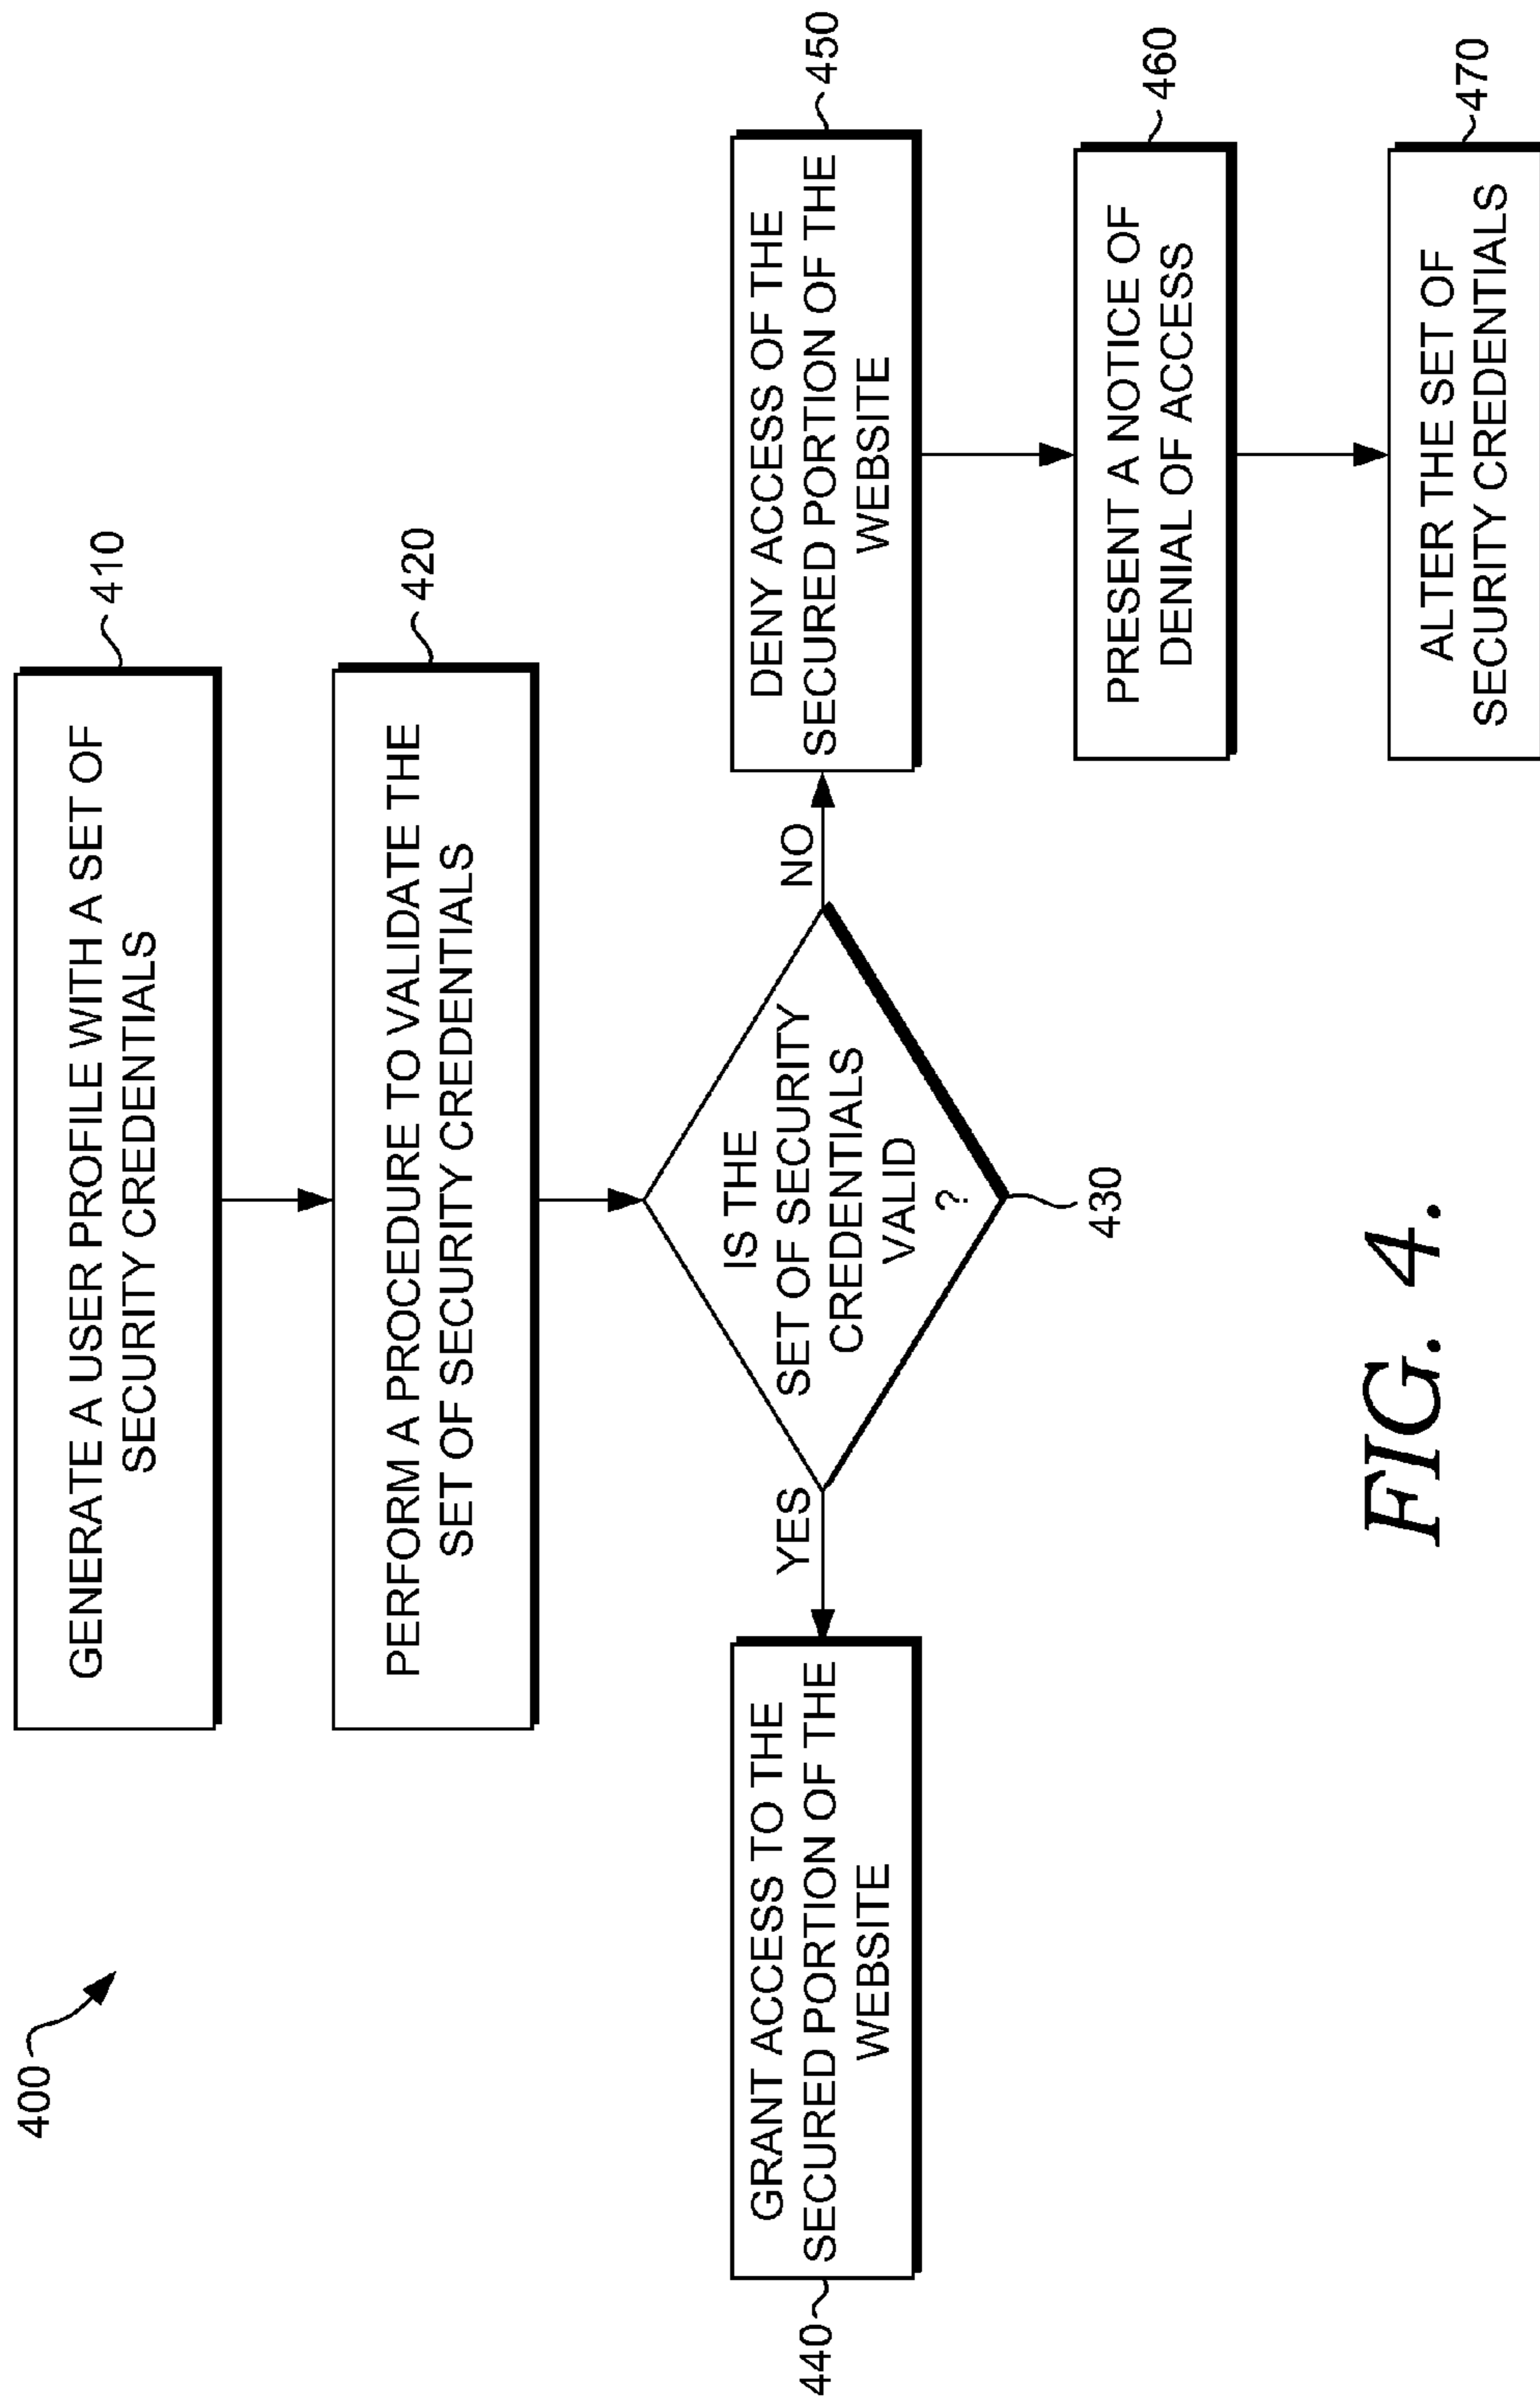 400
GENERATE A USER PROFILE WITH A SET OF
SECURITY CREDENTIALS
410
PERFORM A PROCEDURE TO VALIDATE THE
SET OF SECURITY CREDENTIALS
420
IS THE
SET OF SECURITY
CREDENTIALS
VALID
?
430
YES
NO
440
GRANT ACCESS TO THE
SECURED PORTION OF THE
WEBSITE
DENY ACCESS OF THE
SECURED PORTION OF THE
WEBSITE
450
PRESENT A NOTICE OF
DENIAL OF ACCESS
460
ALTER THE SET OF
SECURITY CREDENTIALS
470
FIG. 4.